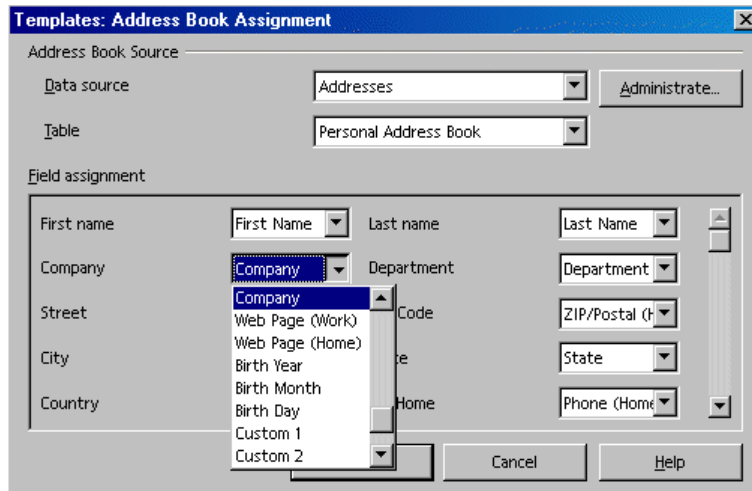 Templates: Address Book Assignment
Address Book Source
Data source Addresses Administrate...
Table Personal Address Book
Field assignment
First name First Name Last name Last Name
Company Company Department Department
Company
Street Code ZIP/Postal (H
Web Page (Work)
Web Page (Home)
City State
Birth Year
Birth Month
Country Home Phone (Home
Birth Day
Custom 1
Custom 2
Cancel Help